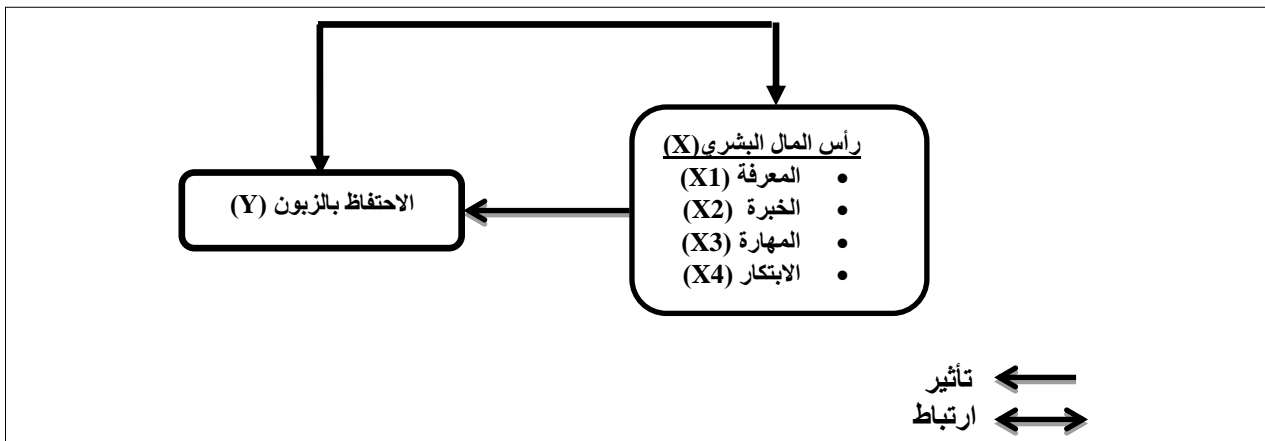 رأس المال البشري(X)
• المعرفة (X1)
• الخبرة (X2)
• المهارة (X3)
• الابتكار (X4)
الاحتفاظ بالزبون (Y)
تأثير
ارتباط